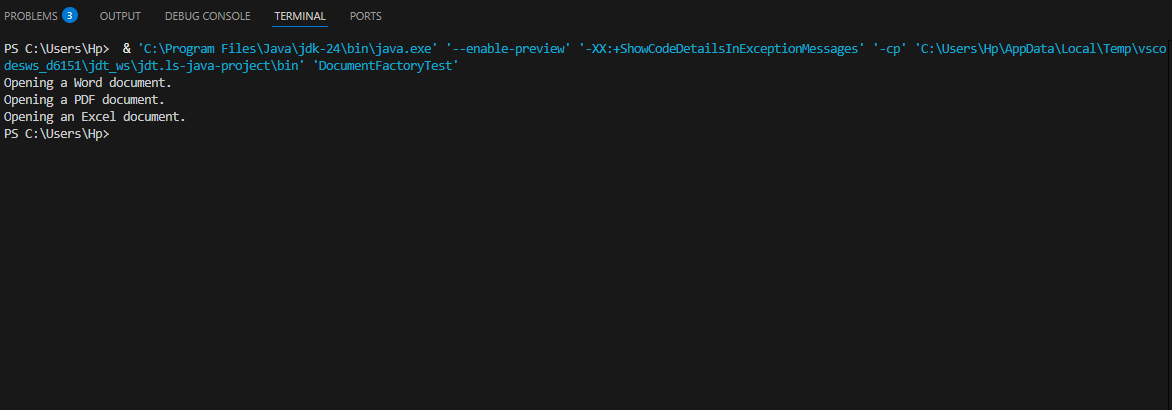 PROBLEMS 3 OUTPUT DEBUG CONSOLE TERMINAL PORTS
PS C:\Users\Hp>  & 'C:\Program Files\Java\jdk-24\bin\java.exe' '--enable-preview' '-XX:+ShowCodeDetailsInExceptionMessages' '-cp' 'C:\Users\Hp\AppData\Local\Temp\vsco
desws_d6151\jdt_ws\jdt.ls-java-project\bin' 'DocumentFactoryTest'
Opening a Word document.
Opening a PDF document.
Opening an Excel document.
PS C:\Users\Hp>